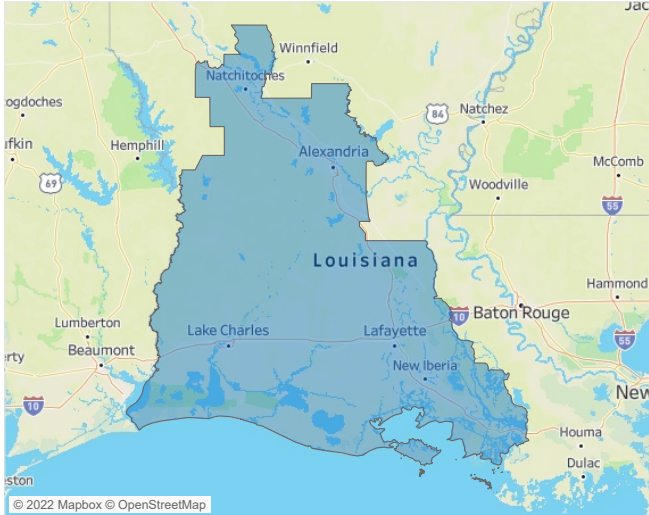 Jac
Winnfield
Natchitoches
ogdoches
84
Natchez
ufkin
Hemphill
Alexandria
McComb
69
Woodville
55
Louisiana
Hammond
10
Baton Rouge
Lumberton
Lake Charles
Lafayette
55
Beaumont
erty
New Iberia
New
10
Houma
Dulac
eston
© 2022 Mapbox © OpenStreetMap